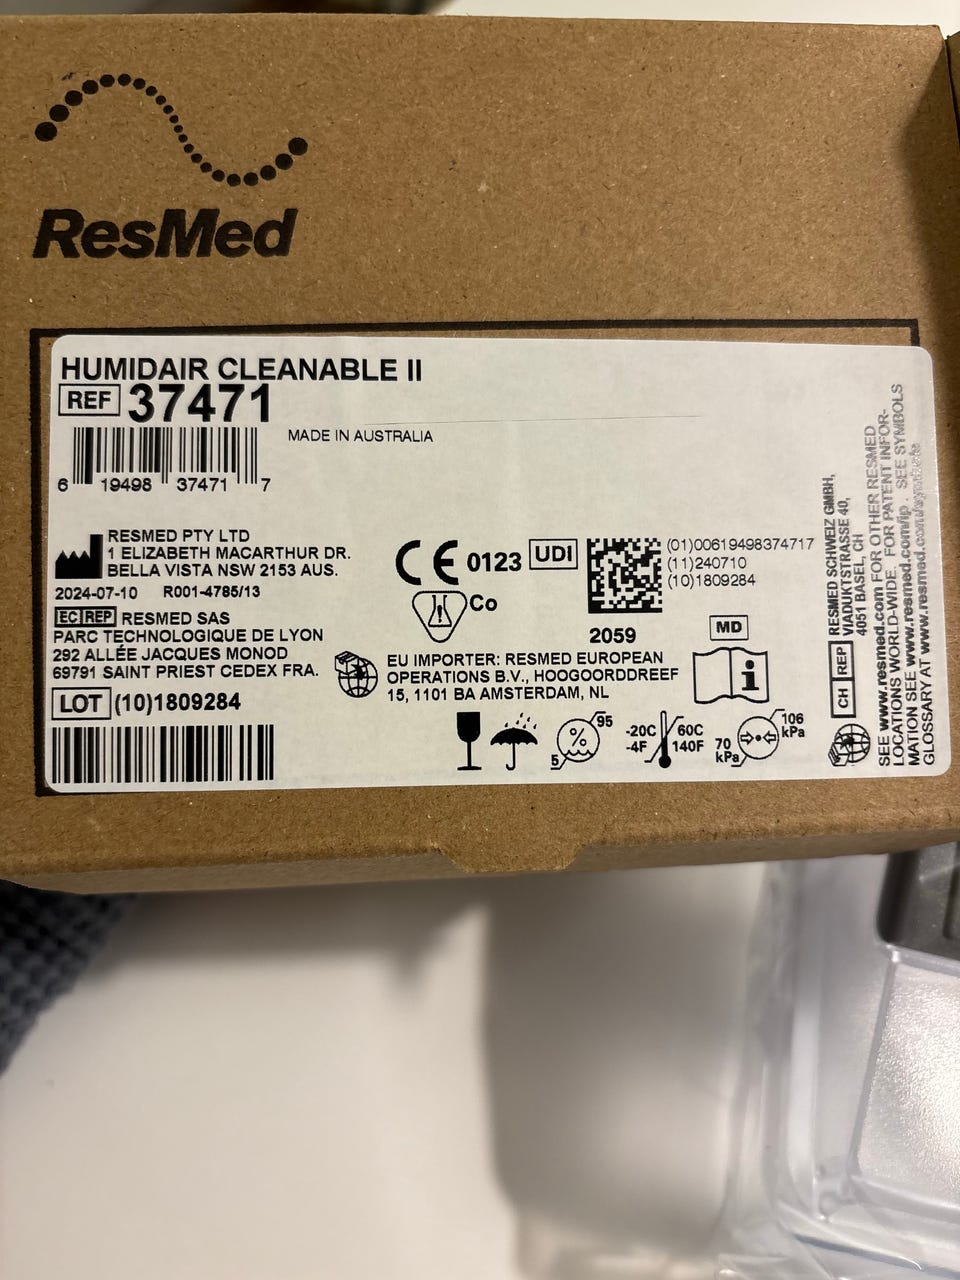 ResMed
HUMIDAIR CLEANABLE II
REF 37471
MADE IN AUSTRALIA
6 19498 37471 7
RESMED PTY LTD
1 ELIZABETH MACARTHUR DR.
BELLA VISTA NSW 2153 AUS.
2024-07-10 R001-4785/13
EC REP RESMED SAS
PARC TECHNOLOGIQUE DE LYON
292 ALLÉE JACQUES MONOD
69791 SAINT PRIEST CEDEX FRA.
LOT (10)1809284
CE 0123
Co
UDI
(01)00619498374717
(11)240710
(10)1809284
2059
MD
EU IMPORTER: RESMED EUROPEAN
OPERATIONS B.V., HOOGOORDDREEF
15, 1101 BA AMSTERDAM, NL
i
95
%
5
-20C 60C
-4F 140F
106
kPa
70
kPa
CH REP
RESMED SCHWEIZ GMBH,
VIADUKTSTRASSE 40,
4051 BASEL, CH
SEE www.resmed.com FOR OTHER RESMED
LOCATIONS WORLD-WIDE. FOR PATENT INFOR-
MATION SEE www.resmed.com/ip . SEE SYMBOLS
GLOSSARY AT www.resmed.com/symbols